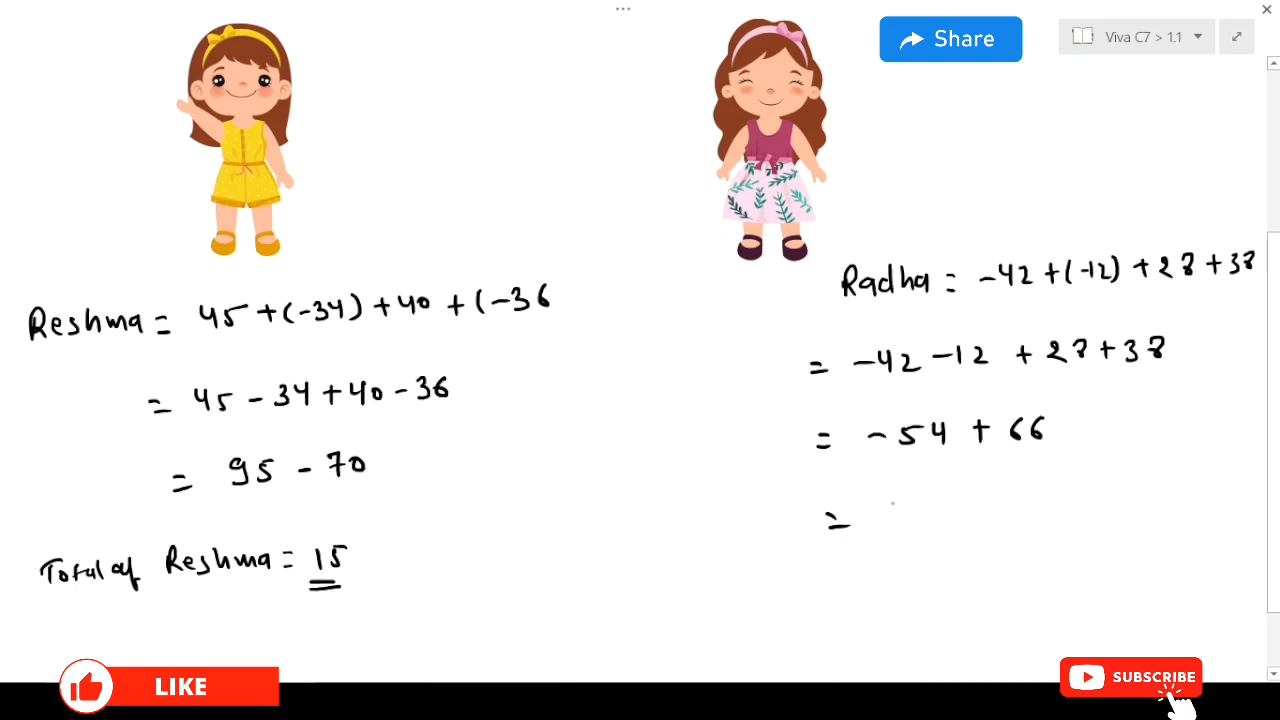 ...
Share
Viva C7 > 1.1
Reshma = 45 + (-34) + 40 + (-36
= 45 - 34 + 40 - 36
= 95 - 70
Total of Reshma = 15
Radha = -42 + (-12) + 28 + 38
= -42 - 12 + 28 + 38
= - 54 + 66
=
LIKE
SUBSCRIBE